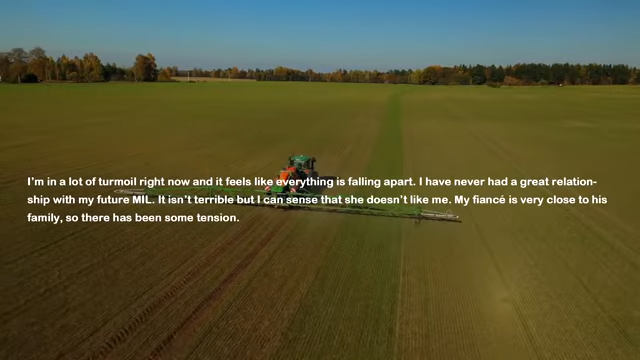 I'm in a lot of turmoil right now and it feels like everything is falling apart. I have never had a great relation-
ship with my future MIL. It isn't terrible but I can sense that she doesn't like me. My fiancé is very close to his
family, so there has been some tension.